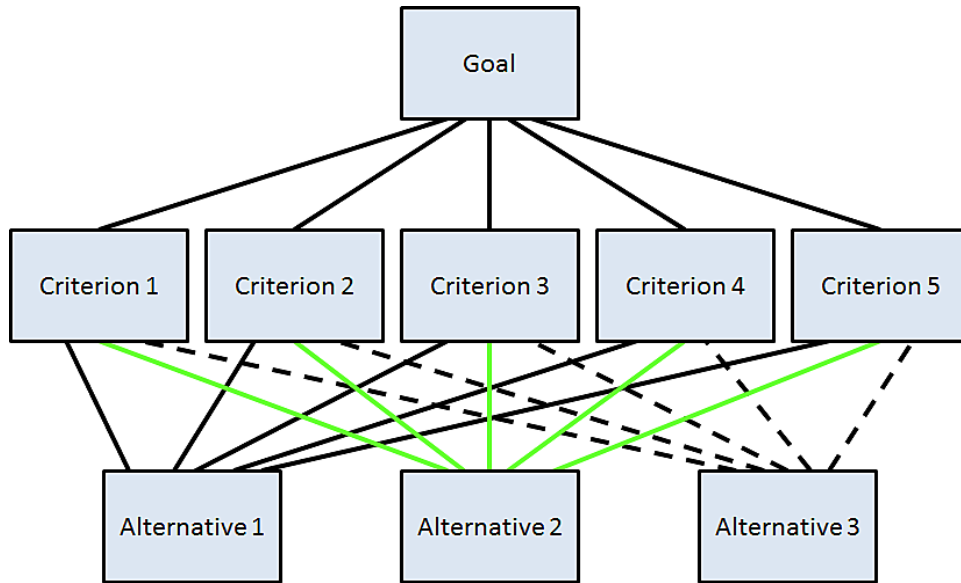 Goal
Criterion 1
Criterion 2
Criterion 3
Criterion 4
Criterion 5
Alternative 1
Alternative 2
Alternative 3